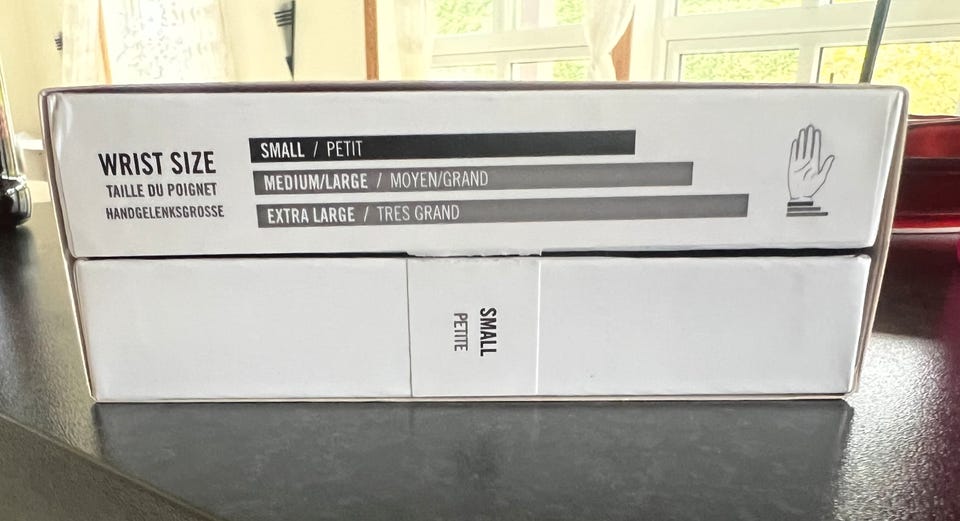 WRIST SIZE
TAILLE DU POIGNET
HANDGELENKSGROSSE
SMALL / PETIT
MEDIUM/LARGE / MOYEN/GRAND
EXTRA LARGE / TRES GRAND
SMALL
PETITE